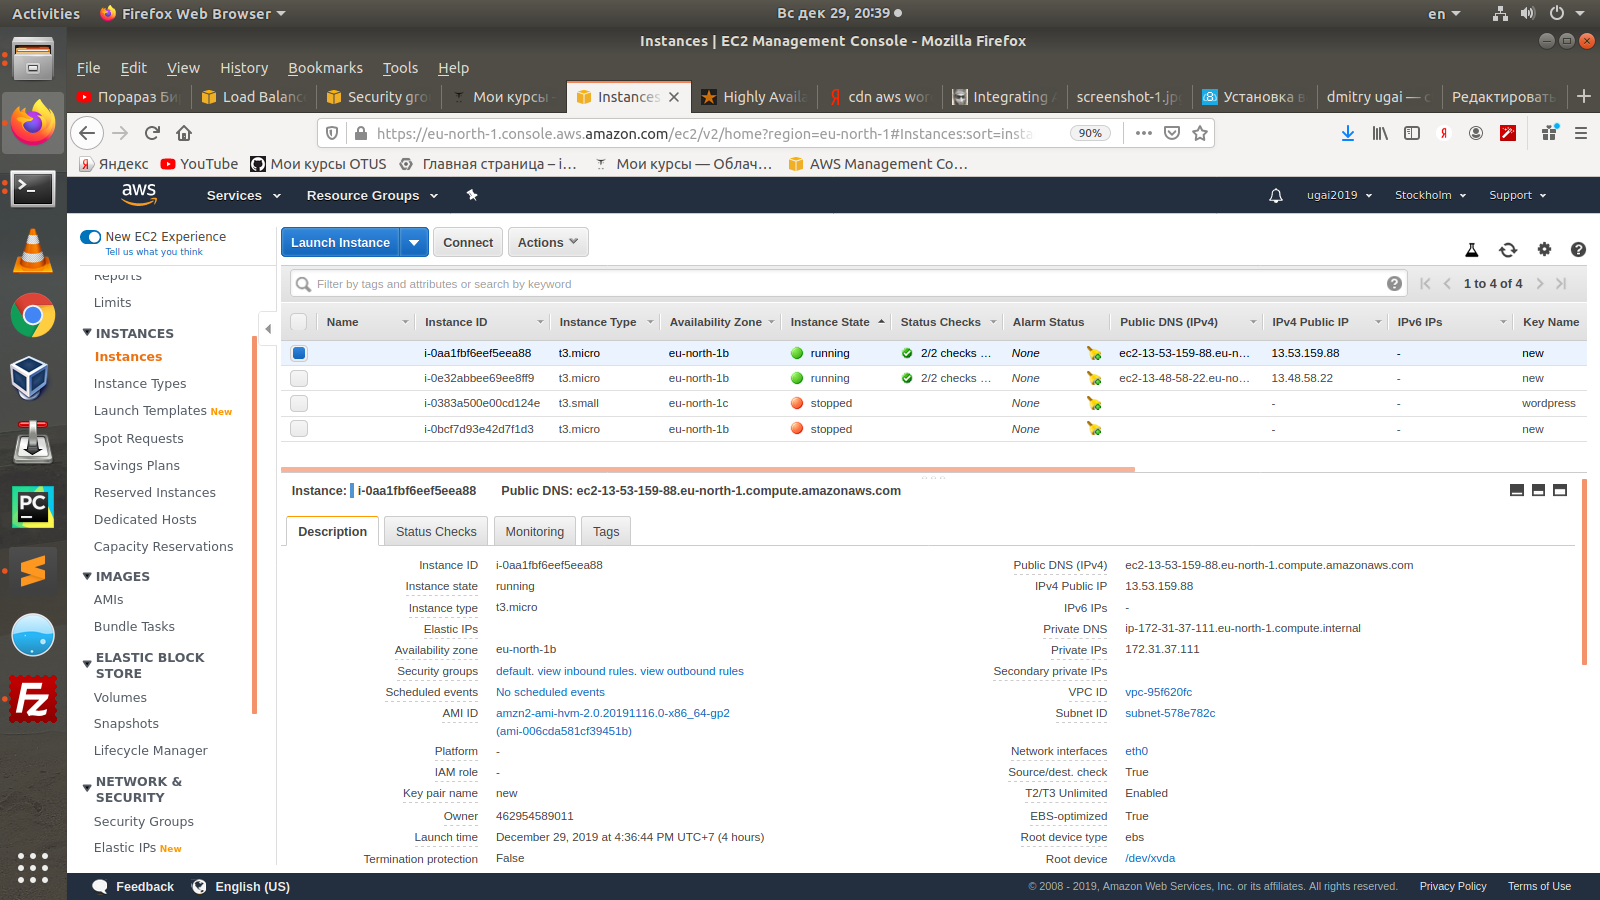 Activities Firefox Web Browser Вс дек 29, 20:39 en
Instances | EC2 Management Console - Mozilla Firefox
File Edit View History Bookmarks Tools Help
Порараз Load Balanc Security gro Мои курсы - Instances Highly Avail cdn aws wor Integrating screenshot-1.jp Установка в dmitry ugai — Редактировать
https://eu-north-1.console.aws.amazon.com/ec2/v2/home?region=eu-north-1#Instances:sort=insta 90%
Яндекс YouTube Мои курсы OTUS Главная страница – i… Мои курсы — Облач… AWS Management Co…
aws Services Resource Groups ugai2019 Stockholm Support
New EC2 Experience
Tell us what you think
Reports
Limits
INSTANCES
Instances
Instance Types
Launch Templates New
Spot Requests
Savings Plans
Reserved Instances
Dedicated Hosts
Capacity Reservations
IMAGES
AMIs
Bundle Tasks
ELASTIC BLOCK
STORE
Volumes
Snapshots
Lifecycle Manager
NETWORK &
SECURITY
Security Groups
Elastic IPs New
Launch Instance Connect Actions
Filter by tags and attributes or search by keyword 1 to 4 of 4
Name Instance ID Instance Type Availability Zone Instance State Status Checks Alarm Status Public DNS (IPv4) IPv4 Public IP IPv6 IPs Key Name
i-0aa1fbf6eef5eea88 t3.micro eu-north-1b running 2/2 checks … None ec2-13-53-159-88.eu-n… 13.53.159.88 - new
i-0e32abbee69ee8ff9 t3.micro eu-north-1b running 2/2 checks … None ec2-13-48-58-22.eu-no… 13.48.58.22 - new
i-0383a500e00cd124e t3.small eu-north-1c stopped None - - wordpress
i-0bcf7d93e42d7f1d3 t3.micro eu-north-1b stopped None - - new
Instance: i-0aa1fbf6eef5eea88 Public DNS: ec2-13-53-159-88.eu-north-1.compute.amazonaws.com
Description Status Checks Monitoring Tags
Instance ID i-0aa1fbf6eef5eea88 Public DNS (IPv4) ec2-13-53-159-88.eu-north-1.compute.amazonaws.com
Instance state running IPv4 Public IP 13.53.159.88
Instance type t3.micro IPv6 IPs -
Elastic IPs Private DNS ip-172-31-37-111.eu-north-1.compute.internal
Availability zone eu-north-1b Private IPs 172.31.37.111
Security groups default. view inbound rules. view outbound rules Secondary private IPs
Scheduled events No scheduled events VPC ID vpc-95f620fc
AMI ID amzn2-ami-hvm-2.0.20191116.0-x86_64-gp2 Subnet ID subnet-578e782c
(ami-006cda581cf39451b)
Platform - Network interfaces eth0
IAM role - Source/dest. check True
Key pair name new T2/T3 Unlimited Enabled
Owner 462954589011 EBS-optimized True
Launch time December 29, 2019 at 4:36:44 PM UTC+7 (4 hours) Root device type ebs
Termination protection False Root device /dev/xvda
Feedback English (US) © 2008 - 2019, Amazon Web Services, Inc. or its affiliates. All rights reserved. Privacy Policy Terms of Use